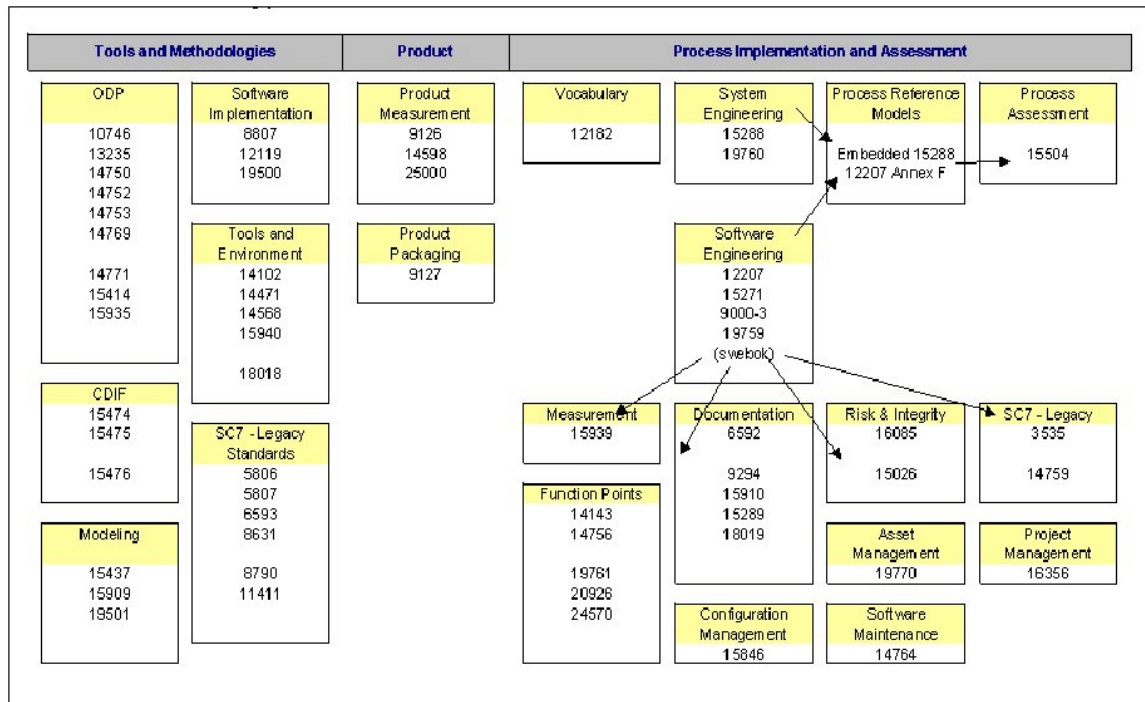 Tools and Methodologies
Product
Process Implementation and Assessment
ODP
10746
13235
14750
14752
14753
14769
14771
15414
15935
CDIF
15474
15475
15476
Modeling
15437
15909
19501
Software
Implementation
8807
12119
19500
Tools and
Environment
14102
14471
14568
15940
18018
SC7 - Legacy
Standards
5806
5807
6593
8631
8790
11411
Product
Measurement
9126
14598
25000
Product
Packaging
9127
Vocabulary
12182
System
Engineering
15288
19760
Process Reference
Models
Embedded 15288
12207 Annex F
Process
Assessment
15504
Software
Engineering
12207
15271
9000-3
19759
(swebok)
Measurement
15939
Function Points
14143
14756
19761
20926
24570
Documentation
6592
9294
15910
15289
18019
Risk & Integrity
16085
15026
SC7 - Legacy
3535
14759
Asset
Management
19770
Project
Management
16356
Configuration
Management
15846
Software
Maintenance
14764